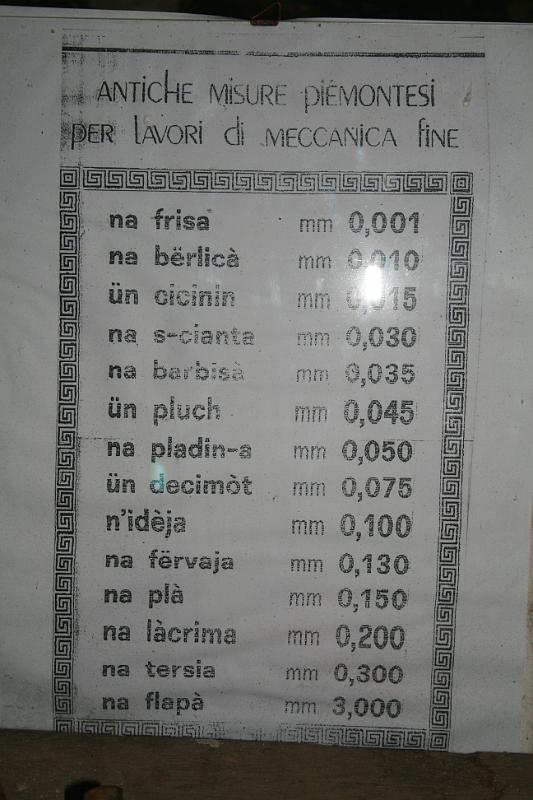 ANTICHE MISURE PIÉMONTESI
PER LAVORI di MECCANICA FINE
na frisa mm 0,001
na bërlicà mm 0,010
ün cicinin mm 0,015
na s-cianta mm 0,030
na barbisà mm 0,035
ün pluch mm 0,045
na pladin-a mm 0,050
ün decimòt mm 0,075
n'idèja mm 0,100
na fërvaja mm 0,130
na plà mm 0,150
na làcrima mm 0,200
na tersia mm 0,300
na flapà mm 3,000